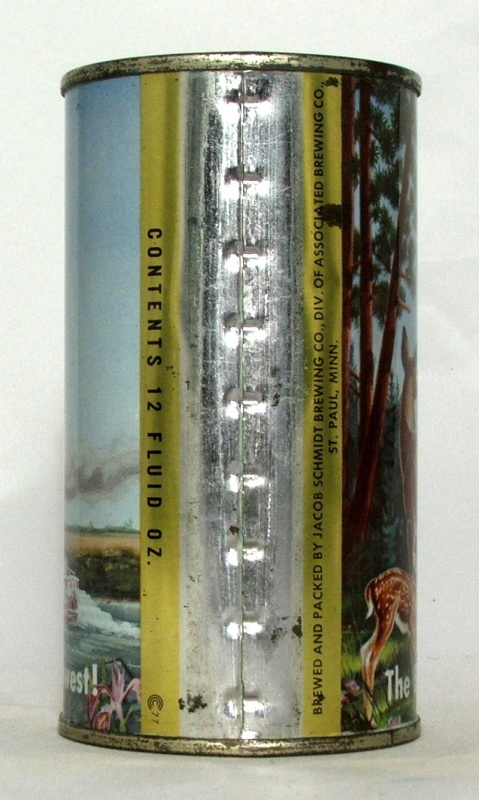 CONTENTS 12 FLUID OZ.
BREWED AND PACKED BY JACOB SCHMIDT BREWING CO., DIV. OF ASSOCIATED BREWING CO.,
ST. PAUL, MINN.
The